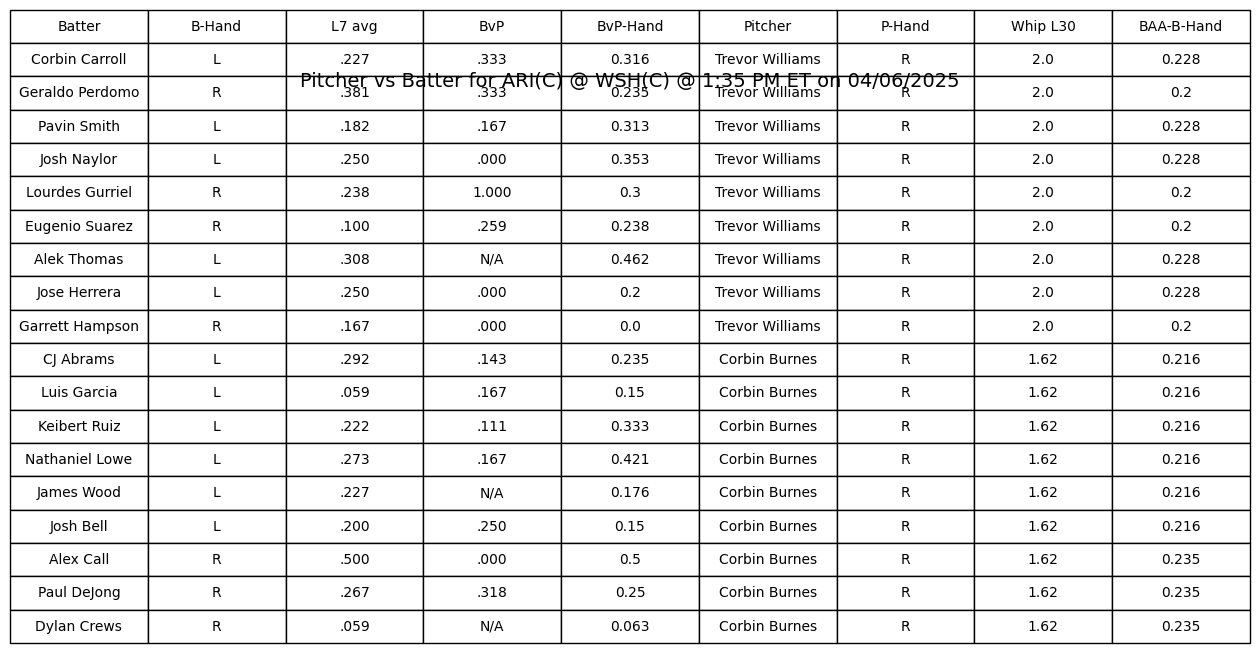 Batter B-Hand L7 avg BvP BvP-Hand Pitcher P-Hand Whip L30 BAA-B-Hand
Corbin Carroll L .227 .333 0.316 Trevor Williams R 2.0 0.228
Pitcher vs Batter for ARI(C) @ WSH(C) @ 1:35 PM ET on 04/06/2025
Geraldo Perdomo R .381 .333 0.235 Trevor Williams R 2.0 0.2
Pavin Smith L .182 .167 0.313 Trevor Williams R 2.0 0.228
Josh Naylor L .250 .000 0.353 Trevor Williams R 2.0 0.228
Lourdes Gurriel R .238 1.000 0.3 Trevor Williams R 2.0 0.2
Eugenio Suarez R .100 .259 0.238 Trevor Williams R 2.0 0.2
Alek Thomas L .308 N/A 0.462 Trevor Williams R 2.0 0.228
Jose Herrera L .250 .000 0.2 Trevor Williams R 2.0 0.228
Garrett Hampson R .167 .000 0.0 Trevor Williams R 2.0 0.2
CJ Abrams L .292 .143 0.235 Corbin Burnes R 1.62 0.216
Luis Garcia L .059 .167 0.15 Corbin Burnes R 1.62 0.216
Keibert Ruiz L .222 .111 0.333 Corbin Burnes R 1.62 0.216
Nathaniel Lowe L .273 .167 0.421 Corbin Burnes R 1.62 0.216
James Wood L .227 N/A 0.176 Corbin Burnes R 1.62 0.216
Josh Bell L .200 .250 0.15 Corbin Burnes R 1.62 0.216
Alex Call R .500 .000 0.5 Corbin Burnes R 1.62 0.235
Paul DeJong R .267 .318 0.25 Corbin Burnes R 1.62 0.235
Dylan Crews R .059 N/A 0.063 Corbin Burnes R 1.62 0.235